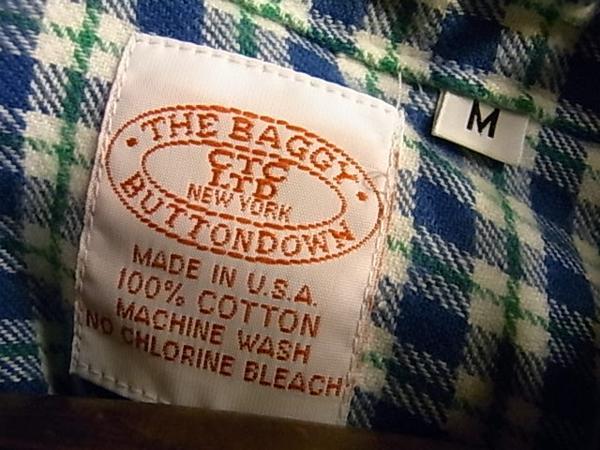 THE BAGGY
CTC
LTD
NEW YORK
BUTTONDOWN
MADE IN U.S.A.
100% COTTON
MACHINE WASH
NO CHLORINE BLEACH
M